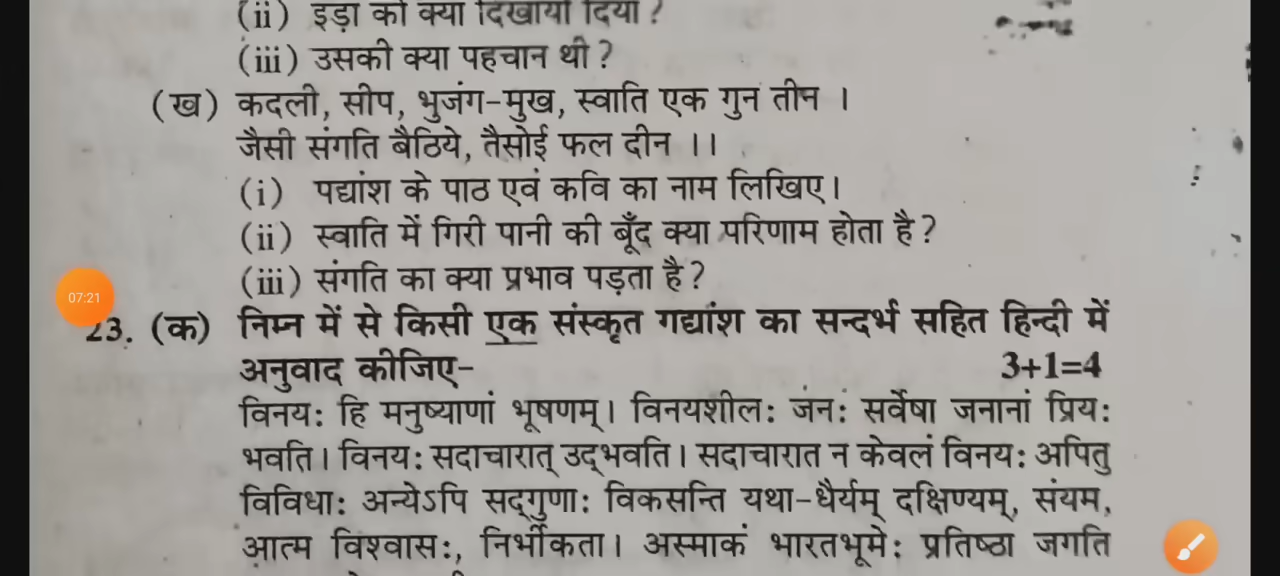 (ii) इड़ा को क्या दिखायी दिया ?
(iii) उसकी क्या पहचान थी ?
(ख) कदली, सीप, भुजंग-मुख, स्वाति एक गुन तीन ।
जैसी संगति बैठिये, तैसोई फल दीन ।।
(i) पद्यांश के पाठ एवं कवि का नाम लिखिए।
(ii) स्वाति में गिरी पानी की बूँद क्या परिणाम होता है ?
(iii) संगति का क्या प्रभाव पड़ता है ?
07:21
23. (क) निम्न में से किसी एक संस्कृत गद्यांश का सन्दर्भ सहित हिन्दी में
अनुवाद कीजिए- 3+1=4
विनय: हि मनुष्याणां भूषणम्। विनयशील: जन: सर्वेषा जनानां प्रिय:
भवति। विनय: सदाचारात् उद्भवति। सदाचारात न केवलं विनय: अपितु
विविधा: अन्येऽपि सद्गुणा: विकसन्ति यथा-धैर्यम् दक्षिण्यम्, संयम,
आत्म विश्वास:, निर्भीकता। अस्माकं भारतभूमे: प्रतिष्ठा जगति